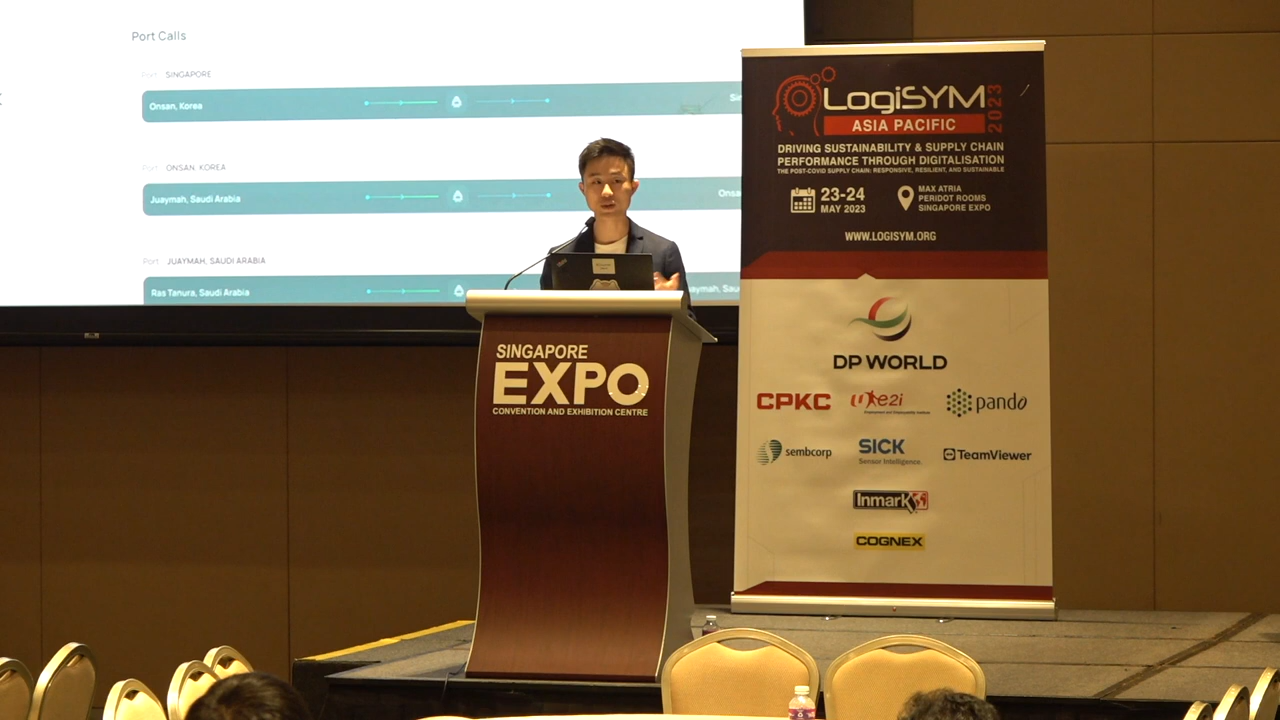 Port Calls
Port: SINGAPORE
Onsan, Korea
Port: ONSAN, KOREA
Juaymah, Saudi Arabia
Onsa
Port: JUAYMAH, SAUDI ARABIA
Ras Tanura, Saudi Arabia
uaymah, Sau
SINGAPORE
EXPO
CONVENTION AND EXHIBITION CENTRE
LogiSYM 2023
ASIA PACIFIC
DRIVING SUSTAINABILITY & SUPPLY CHAIN
PERFORMANCE THROUGH DIGITALISATION
THE POST-COVID SUPPLY CHAIN: RESPONSIVE, RESILIENT, AND SUSTAINABLE
23-24
MAY 2023
MAX ATRIA
PERIDOT ROOMS
SINGAPORE EXPO
WWW.LOGISYM.ORG
DP WORLD
CPKC
e2i
pando
sembcorp
SICK
Sensor Intelligence.
TeamViewer
Inmark
COGNEX